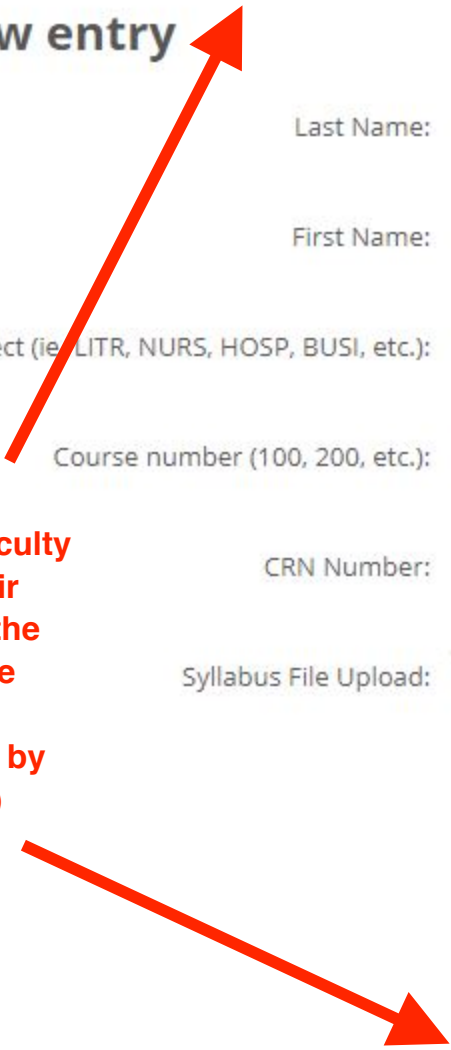 w entry
Last Name:
First Name:
ect (ie. LITR, NURS, HOSP, BUSI, etc.):
Course number (100, 200, etc.):
culty
ir
the
e
by
)
CRN Number:
Syllabus File Upload: